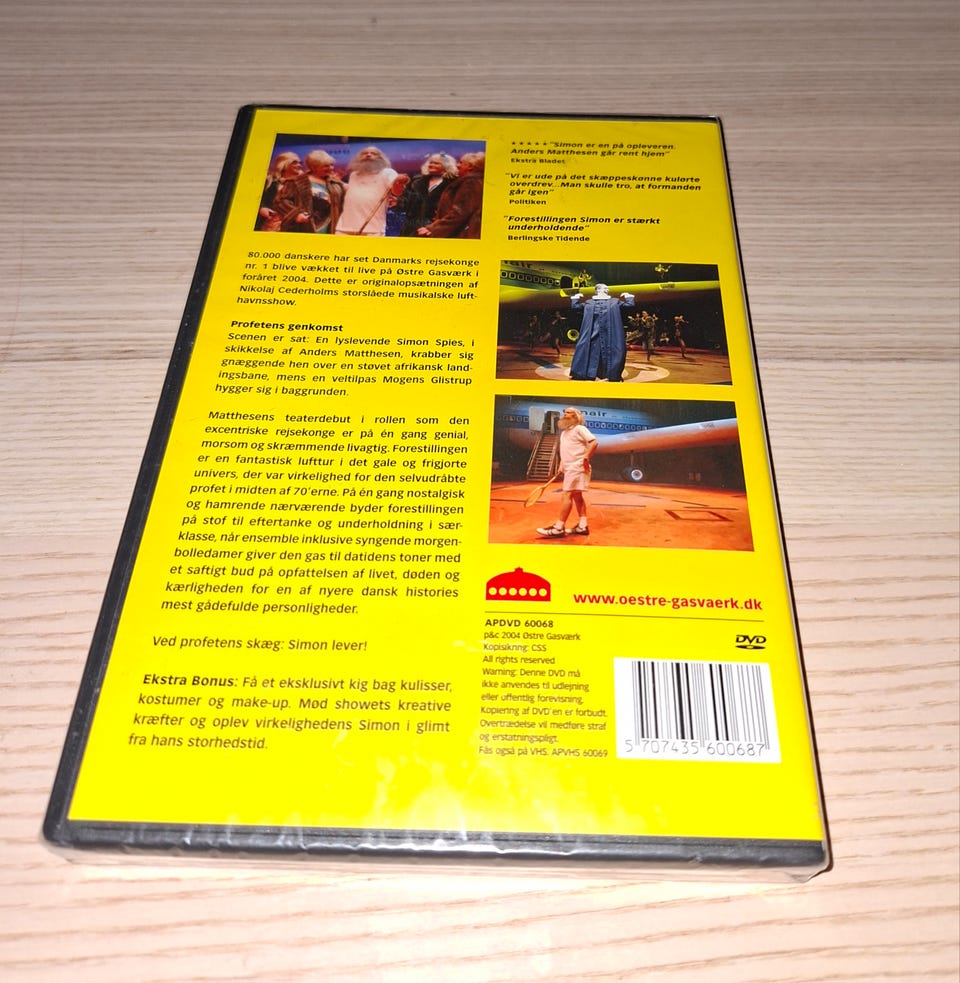 ★★★★★ "Simon er en på opleveren.
Anders Matthesen går rent hjem"
Ekstra Bladet
"Vi er ude på det skæppeskønne kulørte
overdrev...Man skulle tro, at formanden
går igen"
Politiken
"Forestillingen Simon er stærkt
underholdende"
Berlingske Tidende
80.000 danskere har set Danmarks rejsekonge
nr. 1 blive vækket til live på Østre Gasværk i
foråret 2004. Dette er originalopsætningen af
Nikolaj Cederholms storslåede musikalske luft-
havnsshow.
Profetens genkomst
Scenen er sat: En lyslevende Simon Spies, i
skikkelse af Anders Matthesen, krabber sig
gnæggende hen over en støvet afrikansk land-
ingsbane, mens en veltilpas Mogens Glistrup
hygger sig i baggrunden.
Matthesens teaterdebut i rollen som den
excentriske rejsekonge er på én gang genial,
morsom og skræmmende livagtig. Forestillingen
er en fantastisk lufttur i det gale og frigjorte
univers, der var virkelighed for den selvudråbte
profet i midten af 70'erne. På én gang nostalgisk
og hamrende nærværende byder forestillingen
på stof til eftertanke og underholdning i sær-
klasse, når ensemble inklusive syngende morgen-
bolledamer giver den gas til datidens toner med
et saftigt bud på opfattelsen af livet, døden og
kærligheden for en af nyere dansk histories
mest gådefulde personligheder.
Ved profetens skæg: Simon lever!
Ekstra Bonus: Få et eksklusivt kig bag kulisser,
kostumer og make-up. Mød showets kreative
kræfter og oplev virkelighedens Simon i glimt
fra hans storhedstid.
www.oestre-gasvaerk.dk
APDVD 60068
p&c 2004 Østre Gasværk
Kopisikring: CSS
All rights reserved
Warning: Denne DVD må
ikke anvendes til udlejning
eller offentlig forevisning.
Kopiering af DVD'en er forbudt.
Overtrædelse vil medføre straf
og erstatningspligt.
Fås også på VHS. APVHS 60069
DVD
5 707435 600687